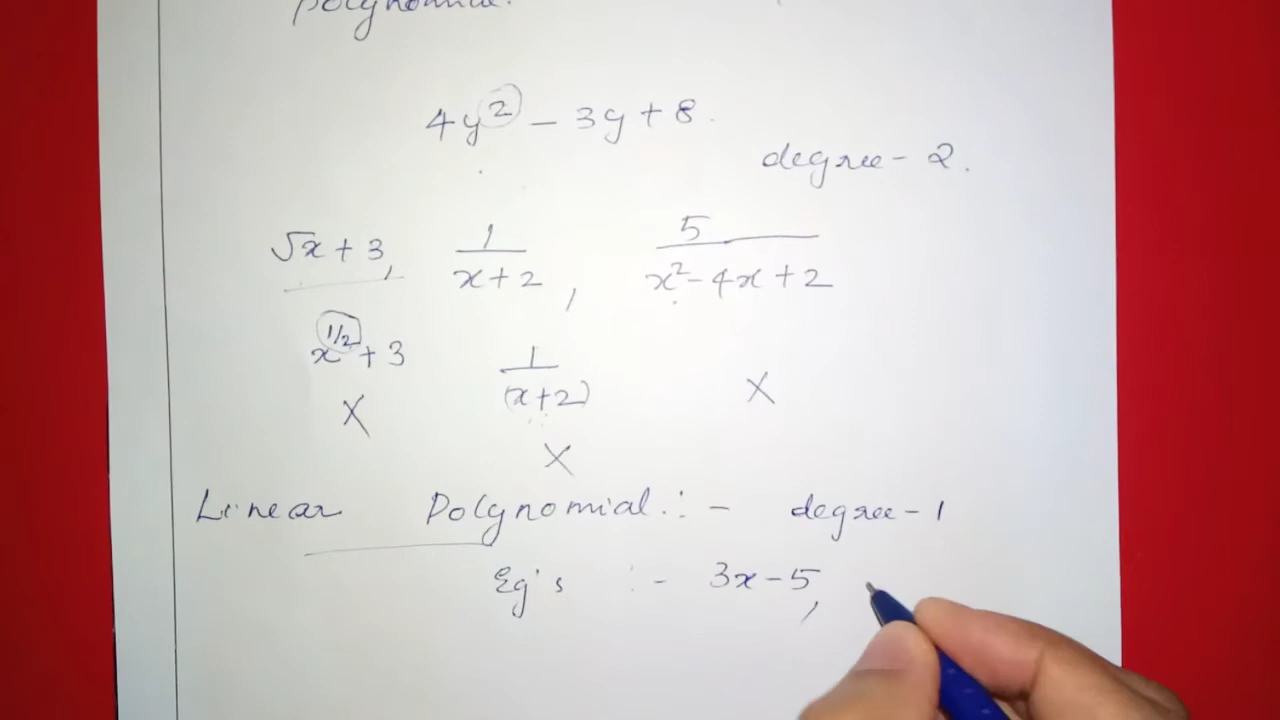 polynomial.
4y² - 3y + 8.
degree - 2.
√x + 3, 1/(x + 2), 5/(x² - 4x + 2)
x^(1/2) + 3 1/(x + 2) X
X X
Linear Polynomial :- degree - 1
Eg's :- 3x - 5,